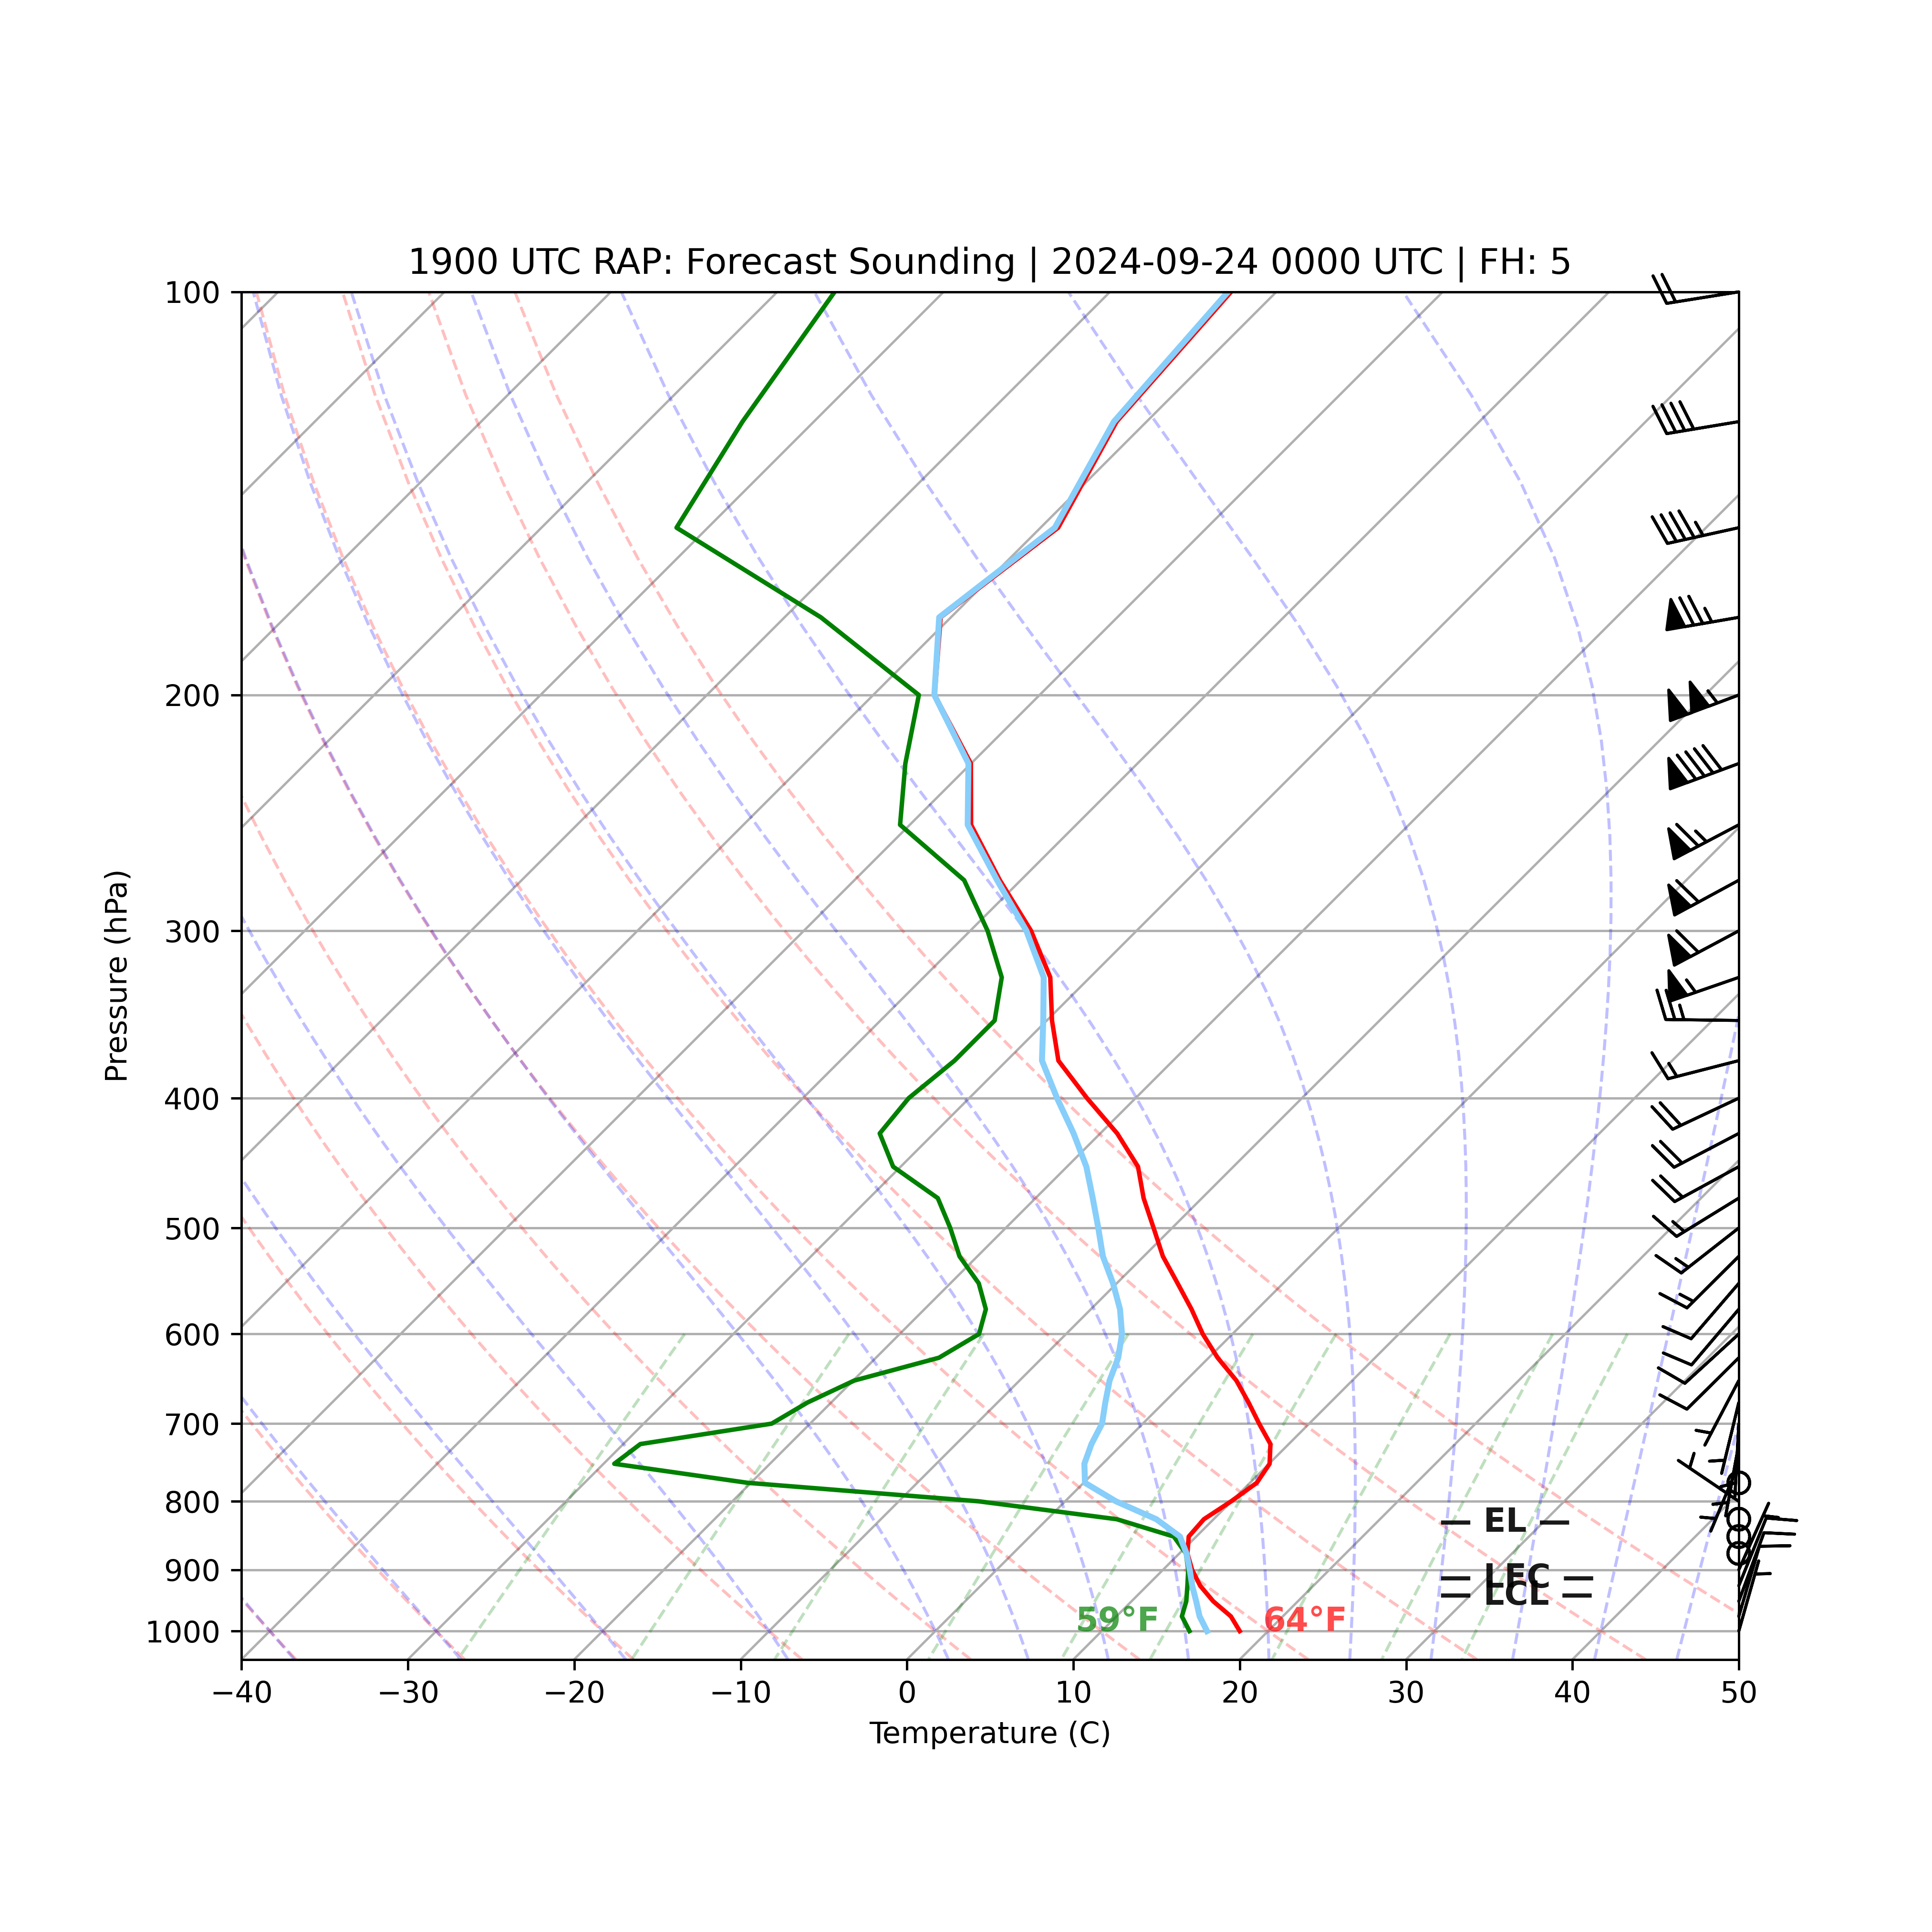 1900 UTC RAP: Forecast Sounding | 2024-09-24 0000 UTC | FH: 5
100
200
300
400
500
600
700
800
900
1000
Pressure (hPa)
— EL —
— LFC —
— LCL —
59°F
64°F
−40 −30 −20 −10 0 10 20 30 40 50
Temperature (C)